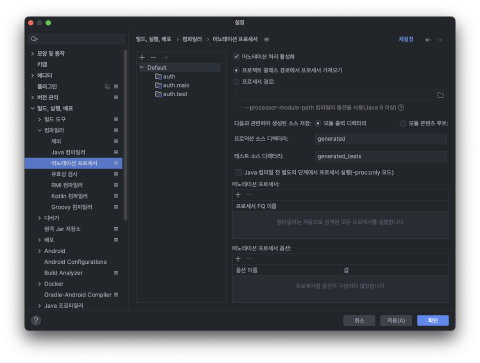 설정
모양 및 동작
키맵
에디터
플러그인
버전 관리
빌드, 실행, 배포
빌드 도구
컴파일러
제외
Java 컴파일러
어노테이션 프로세서
유효성 검사
RMI 컴파일러
Kotlin 컴파일러
Groovy 컴파일러
디버거
원격 Jar 저장소
배포
Android
Android Configurations
Build Analyzer
Docker
Gradle-Android Compiler
Java 프로파일러
빌드, 실행, 배포 › 컴파일러 › 어노테이션 프로세서
재설정
Default
auth
auth.main
auth.test
어노테이션 처리 활성화
프로젝트 클래스 경로에서 프로세서 가져오기
프로세서 경로:
--processor-module-path 컴파일러 옵션을 사용(Java 9 이상)
다음과 관련하여 생성된 소스 저장: 모듈 출력 디렉터리 모듈 콘텐츠 루트:
프로덕션 소스 디렉터리: generated
테스트 소스 디렉터리: generated_tests
Java 컴파일 전 별도의 단계에서 프로세서 실행(-proc:only 모드)
어노테이션 프로세서:
프로세서 FQ 이름
컴파일러는 자동으로 검색된 모든 프로세서를 실행합니다
어노테이션 프로세서 옵션:
옵션 이름 값
프로세서별 옵션이 구성되지 않았습니다
취소 적용(A) 확인